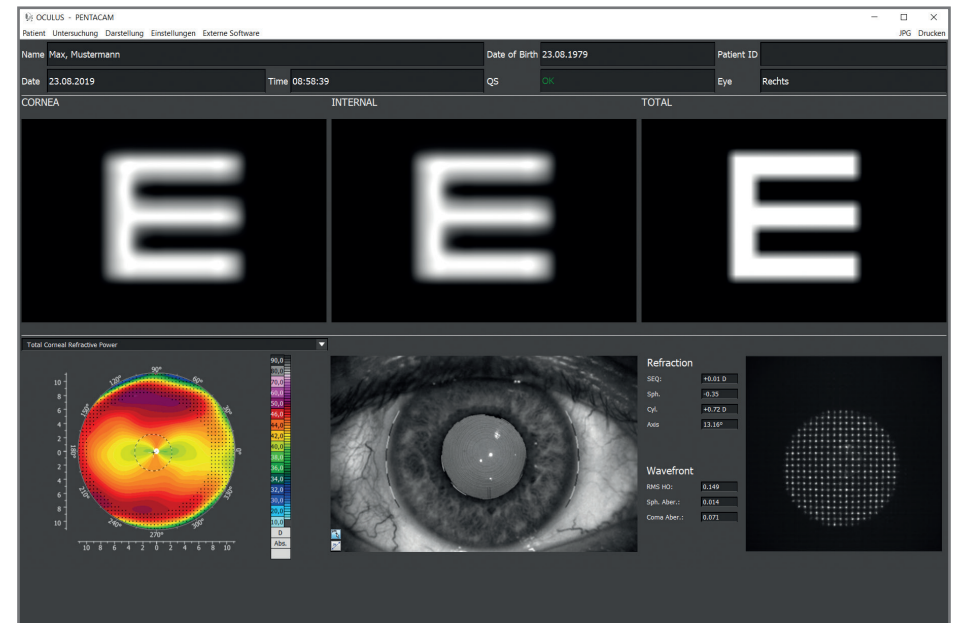 OCULUS - PENTACAM
Patient Untersuchung Darstellung Einstellungen Externe Software JPG Drucken
Name Max, Mustermann Date of Birth 23.08.1979 Patient ID
Date 23.08.2019 Time 08:58:39 QS OK Eye Rechts
CORNEA INTERNAL TOTAL
E E E
Total Corneal Refractive Power
90°
120° 60°
150° 30°
180° 0°
210° 330°
240° 300°
270°
10
8
6
4
2
0
2
4
6
8
10
10 8 6 4 2 0 2 4 6 8 10
90,0
80,0
70,0
60,0
50,0
46,0
44,0
42,0
40,0
38,0
36,0
34,0
32,0
30,0
20,0
10,0
D
Abs.
Refraction
SEQ: +0.01 D
Sph. -0.35
Cyl. +0.72 D
Axis 13.16°
Wavefront
RMS HO: 0.149
Sph. Aber.: 0.014
Coma Aber.: 0.071